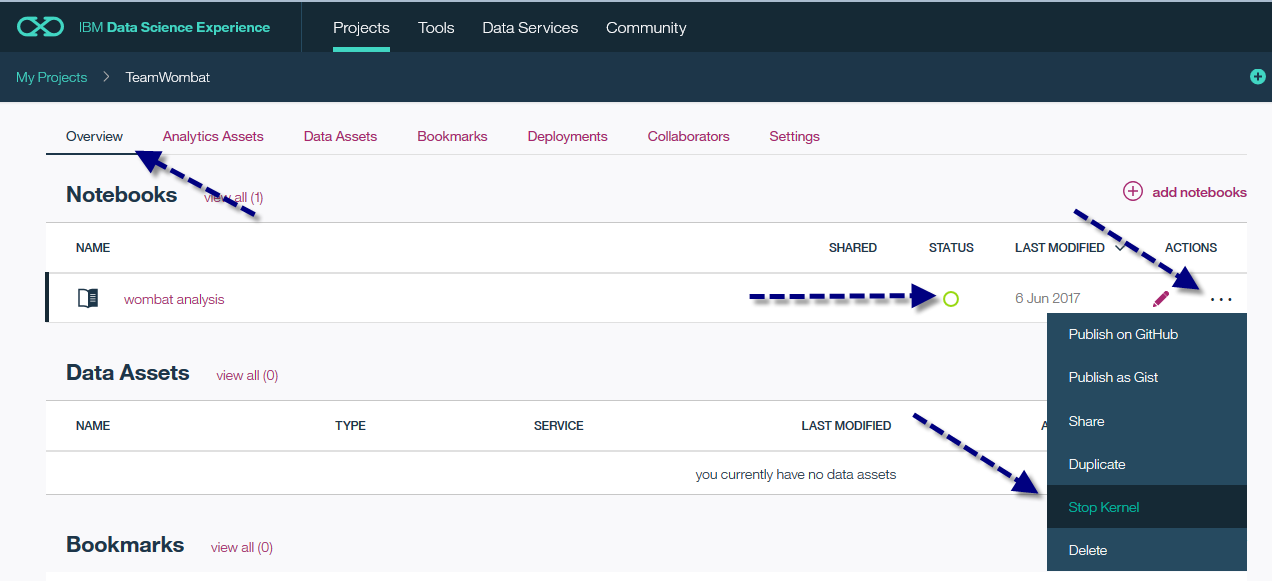 IBM Data Science Experience Projects Tools Data Services Community
My Projects > TeamWombat
Overview Analytics Assets Data Assets Bookmarks Deployments Collaborators Settings
Notebooks view all (1) add notebooks
NAME SHARED STATUS LAST MODIFIED ACTIONS
wombat analysis 6 Jun 2017 ...
Publish on GitHub
Publish as Gist
Share
Duplicate
Stop Kernel
Delete
Data Assets view all (0)
NAME TYPE SERVICE LAST MODIFIED A
you currently have no data assets
Bookmarks view all (0)